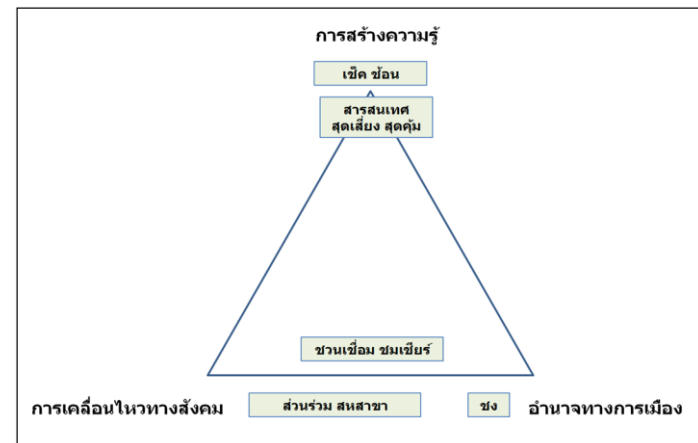 การสร้างความรู้
เช็ค ช้อน
สารสนเทศ
สุดเสี่ยง สุดคุ้ม
ชวนเชื่อม ชมเชียร์
การเคลื่อนไหวทางสังคม
ส่วนร่วม สหสาขา
ชง
อำนาจทางการเมือง